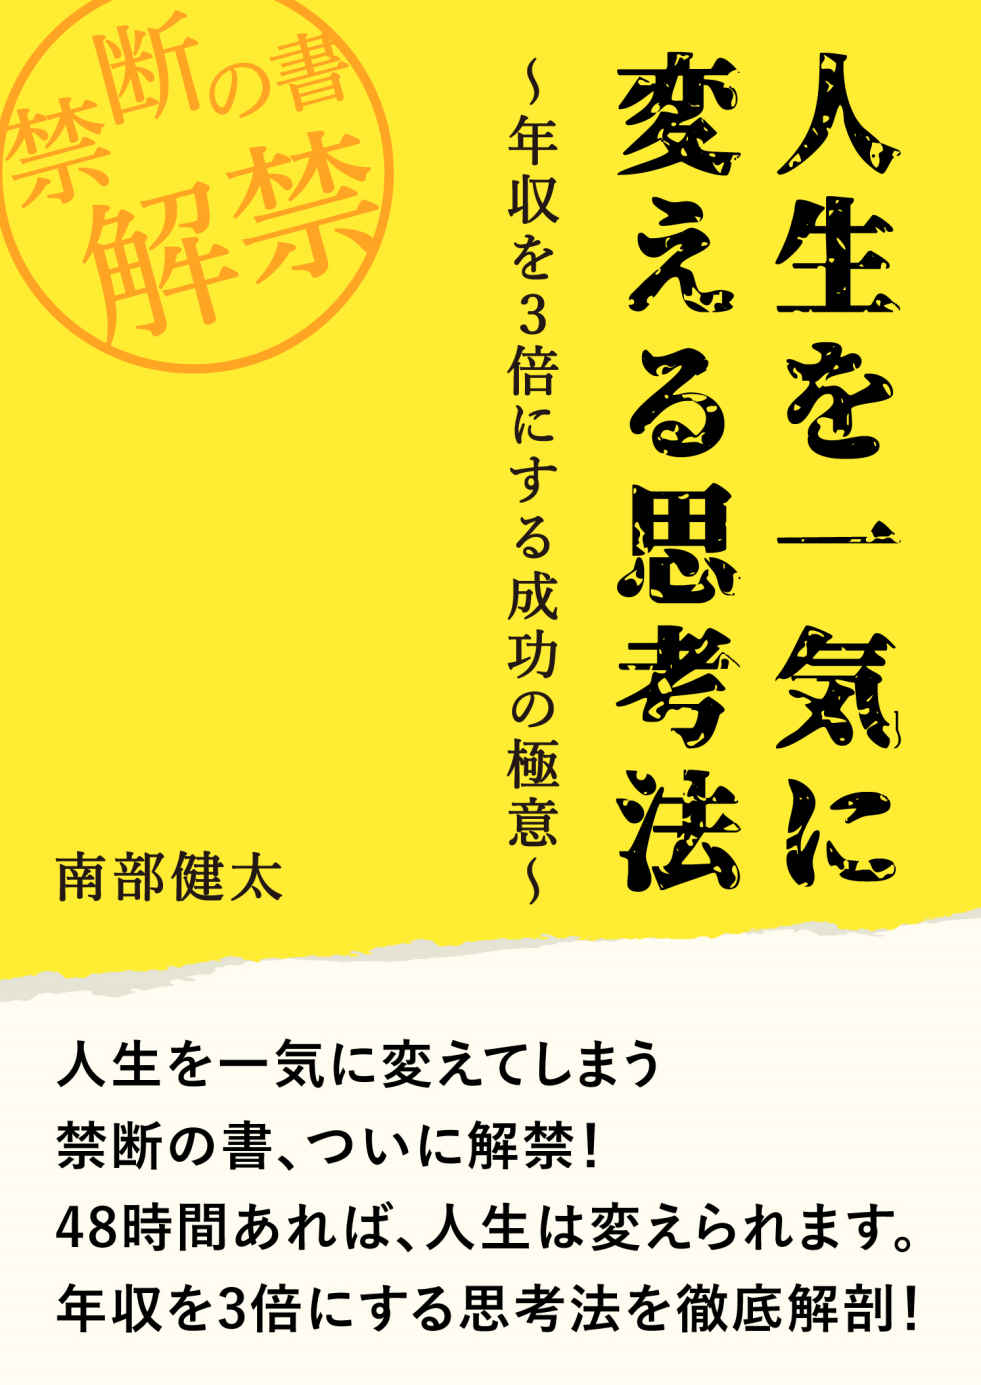 禁断の書
解禁
人生を一気に
変える思考法
～年収を3倍にする成功の極意～
南部健太
人生を一気に変えてしまう
禁断の書、ついに解禁！
48時間あれば、人生は変えられます。
年収を3倍にする思考法を徹底解剖！